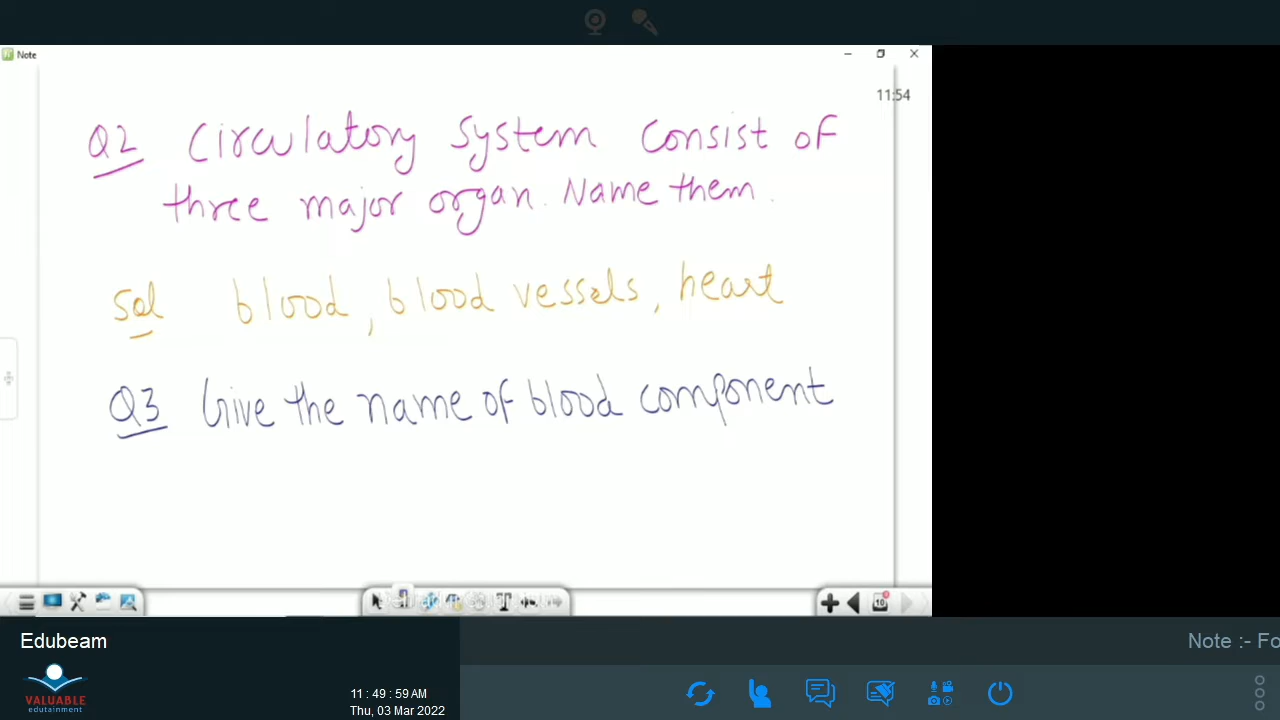 Note
11:54
Q2 Circulatory System Consist of
three major organ. Name them.
Sol blood, blood vessels, heart
Q3 Give the name of blood component
10
Edubeam
Note :- Fo
VALUABLE
edutainment
11 : 49 : 59 AM
Thu, 03 Mar 2022